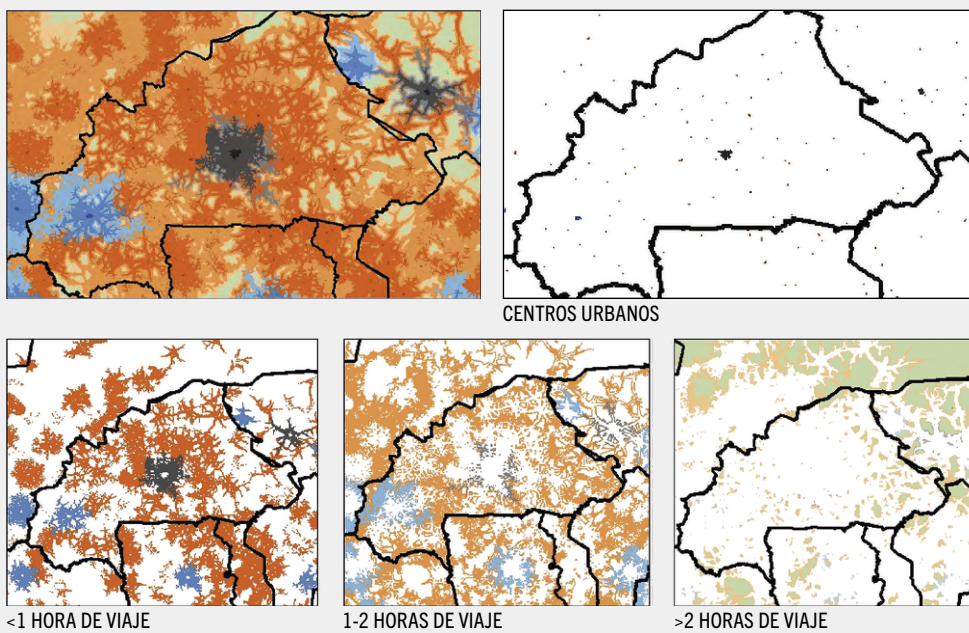 CENTROS URBANOS
<1 HORA DE VIAJE
1-2 HORAS DE VIAJE
>2 HORAS DE VIAJE